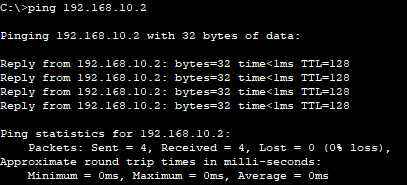 C:\>ping 192.168.10.2
Pinging 192.168.10.2 with 32 bytes of data:
Reply from 192.168.10.2: bytes=32 time<1ms TTL=128
Reply from 192.168.10.2: bytes=32 time<1ms TTL=128
Reply from 192.168.10.2: bytes=32 time<1ms TTL=128
Reply from 192.168.10.2: bytes=32 time<1ms TTL=128
Ping statistics for 192.168.10.2:
    Packets: Sent = 4, Received = 4, Lost = 0 (0% loss),
Approximate round trip times in milli-seconds:
    Minimum = 0ms, Maximum = 0ms, Average = 0ms